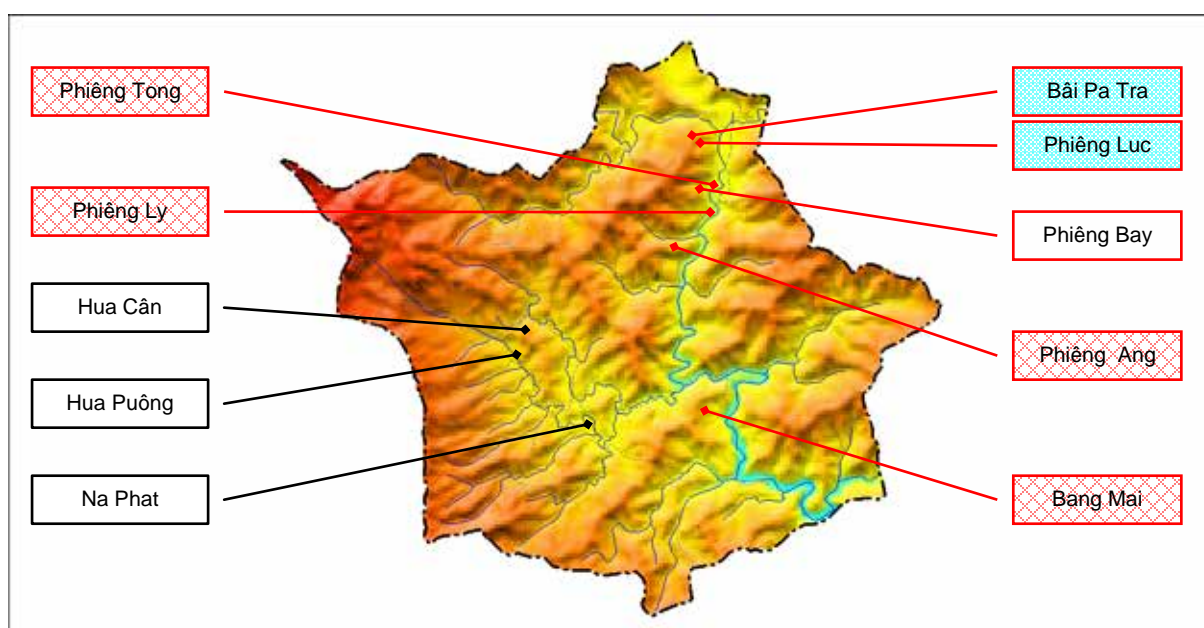 Phiêng Tong
Phiêng Ly
Hua Cân
Hua Puông
Na Phat
Bâi Pa Tra
Phiêng Luc
Phiêng Bay
Phiêng Ang
Bang Mai